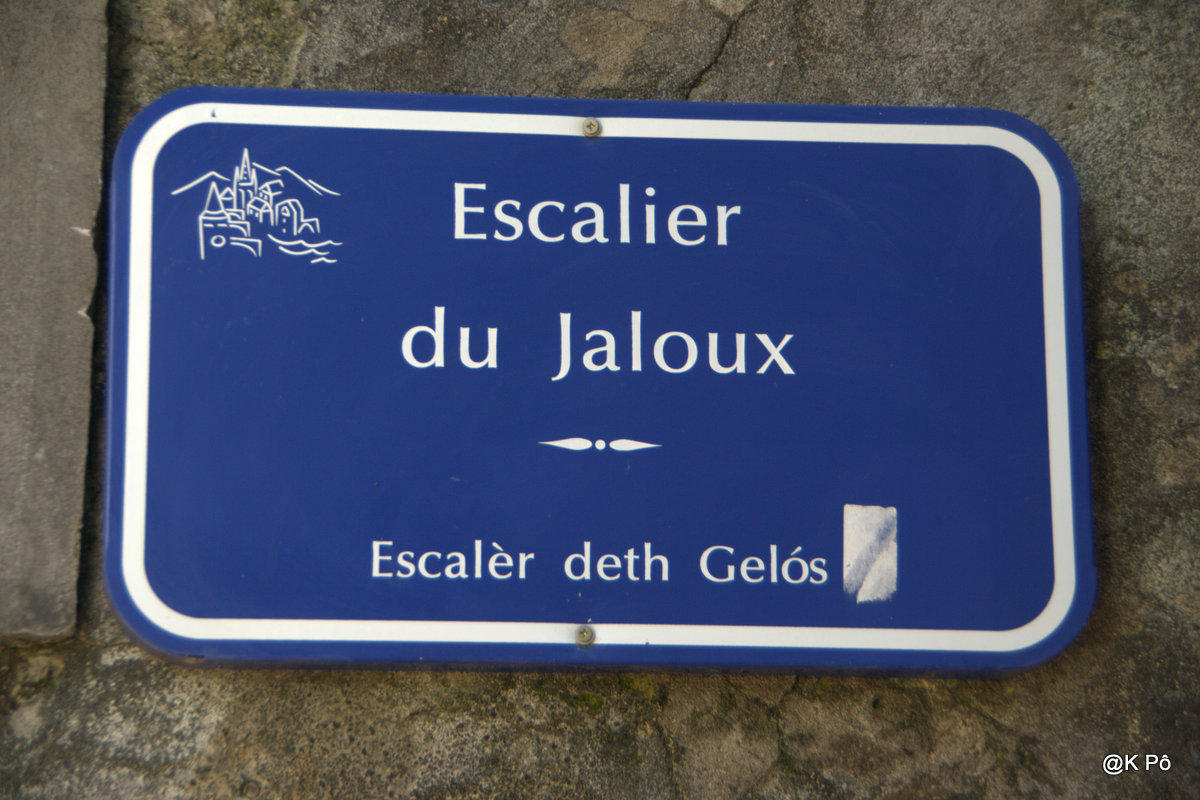 Escalier
du Jaloux
Escalèr deth Gelós
@K Pô